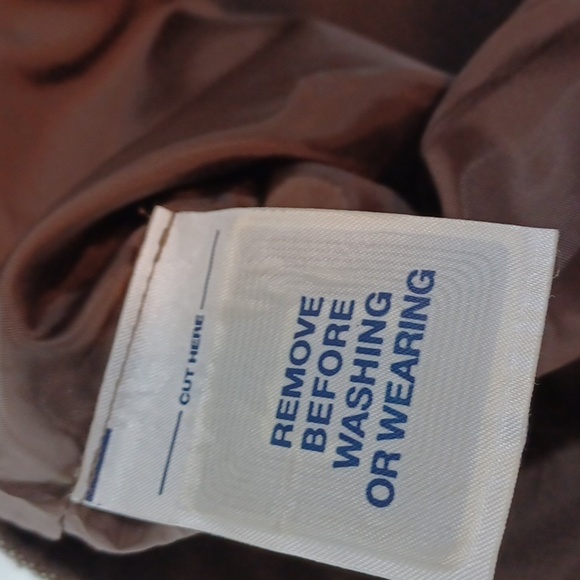 CUT HERE
REMOVE
BEFORE
WASHING
OR WEARING